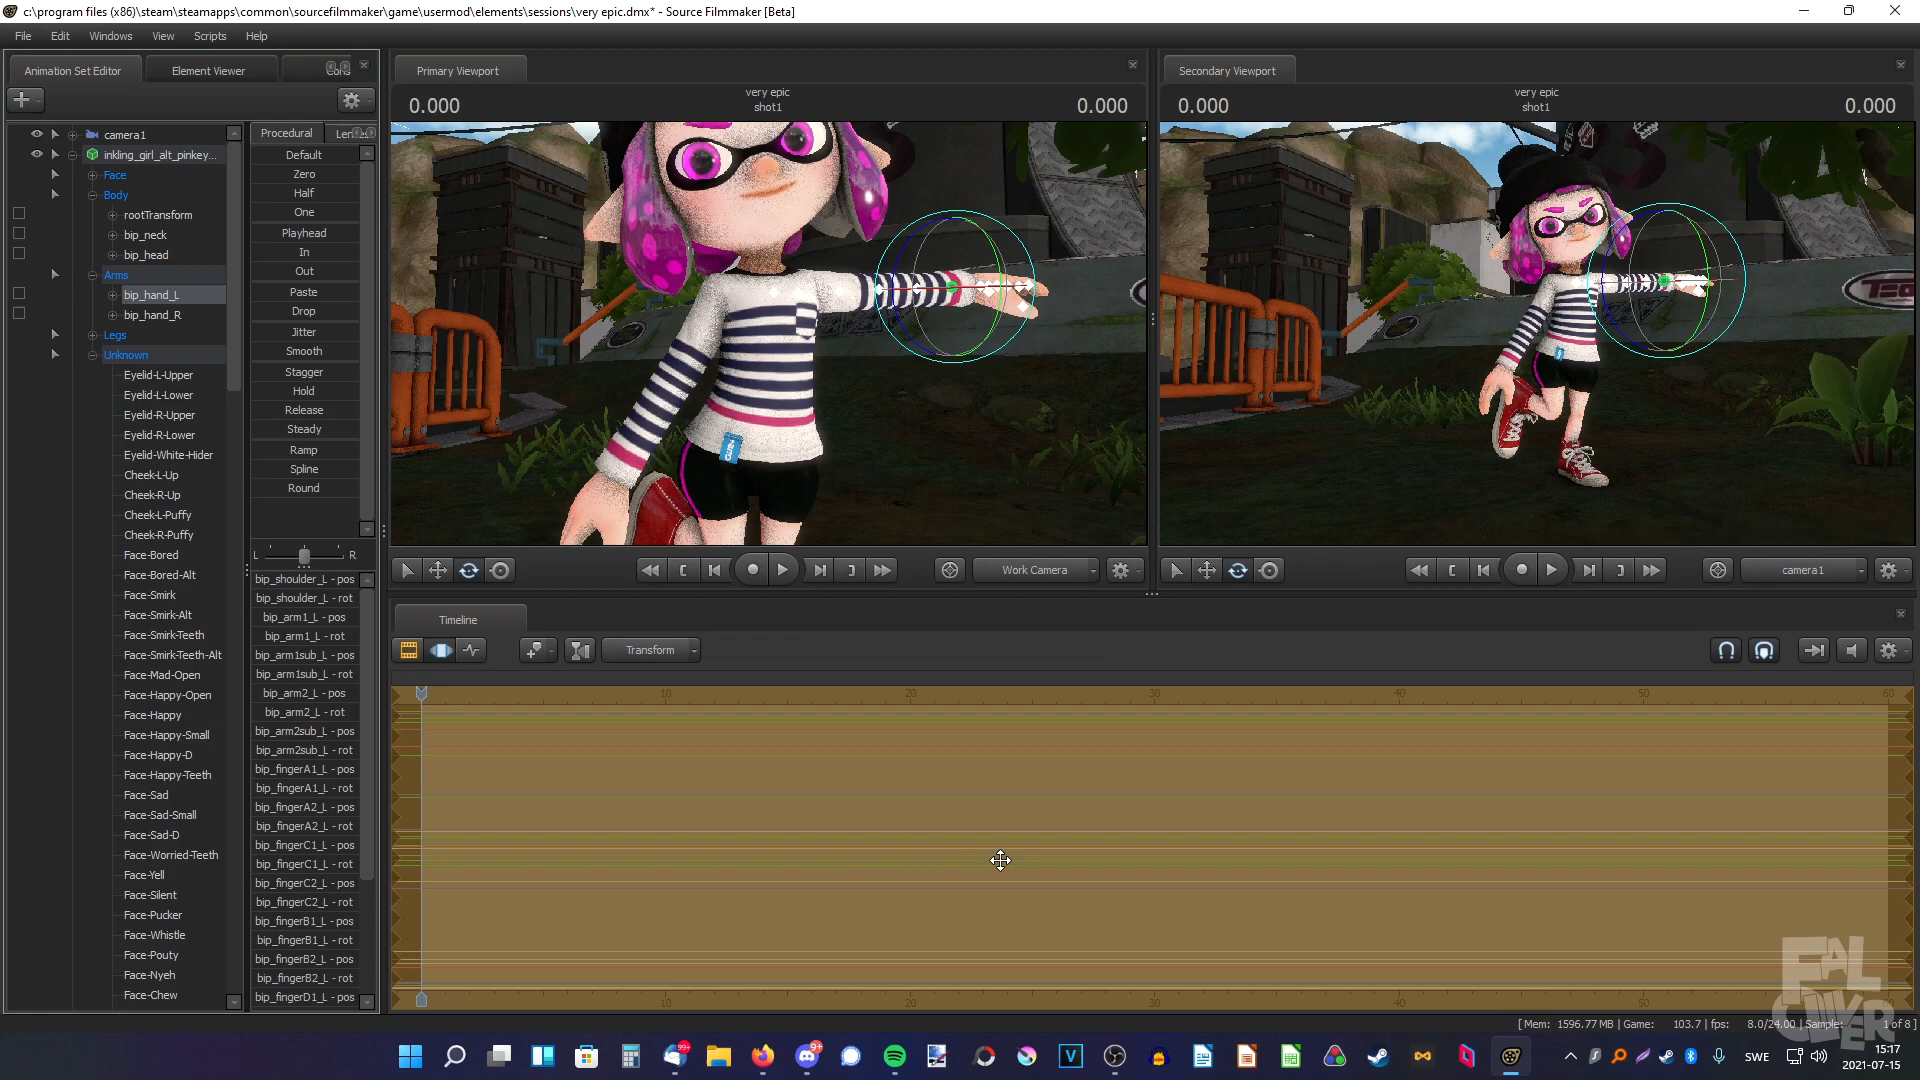 c:\program files (x86)\steam\steamapps\common\sourcefilmmaker\game\usermod\elements\sessions\very epic.dmx* - Source Filmmaker [Beta]
File Edit Windows View Scripts Help
Animation Set Editor Element Viewer Cons
Primary Viewport
Secondary Viewport
0.000 very epic 0.000
shot1
0.000 very epic 0.000
shot1
camera1
inkling_girl_alt_pinkey...
Face
Body
rootTransform
bip_neck
bip_head
Arms
bip_hand_L
bip_hand_R
Legs
Unknown
Eyelid-L-Upper
Eyelid-L-Lower
Eyelid-R-Upper
Eyelid-R-Lower
Eyelid-White-Hider
Cheek-L-Up
Cheek-R-Up
Cheek-L-Puffy
Cheek-R-Puffy
Face-Bored
Face-Bored-Alt
Face-Smirk
Face-Smirk-Alt
Face-Smirk-Teeth
Face-Smirk-Teeth-Alt
Face-Mad-Open
Face-Happy-Open
Face-Happy
Face-Happy-Small
Face-Happy-D
Face-Happy-Teeth
Face-Sad
Face-Sad-Small
Face-Sad-D
Face-Worried-Teeth
Face-Yell
Face-Silent
Face-Pucker
Face-Whistle
Face-Pouty
Face-Nyeh
Face-Chew
Procedural
Default
Zero
Half
One
Playhead
In
Out
Paste
Drop
Jitter
Smooth
Stagger
Hold
Release
Steady
Ramp
Spline
Round
L R
bip_shoulder_L - pos
bip_shoulder_L - rot
bip_arm1_L - pos
bip_arm1_L - rot
bip_arm1sub_L - pos
bip_arm1sub_L - rot
bip_arm2_L - pos
bip_arm2_L - rot
bip_arm2sub_L - pos
bip_arm2sub_L - rot
bip_fingerA1_L - pos
bip_fingerA1_L - rot
bip_fingerA2_L - pos
bip_fingerA2_L - rot
bip_fingerC1_L - pos
bip_fingerC1_L - rot
bip_fingerC2_L - pos
bip_fingerC2_L - rot
bip_fingerB1_L - pos
bip_fingerB1_L - rot
bip_fingerB2_L - pos
bip_fingerB2_L - rot
bip_fingerD1_L - pos
Work Camera
camera1
Timeline
Transform
10 20 30 40 50 60
10 20 30 40 50
[ Mem: 1596.77 MB | Game: 103.7 | fps: 8.0/24.00 | Sample: 1 of 8 ]
99+
9+
V
SWE
15:17
2021-07-15